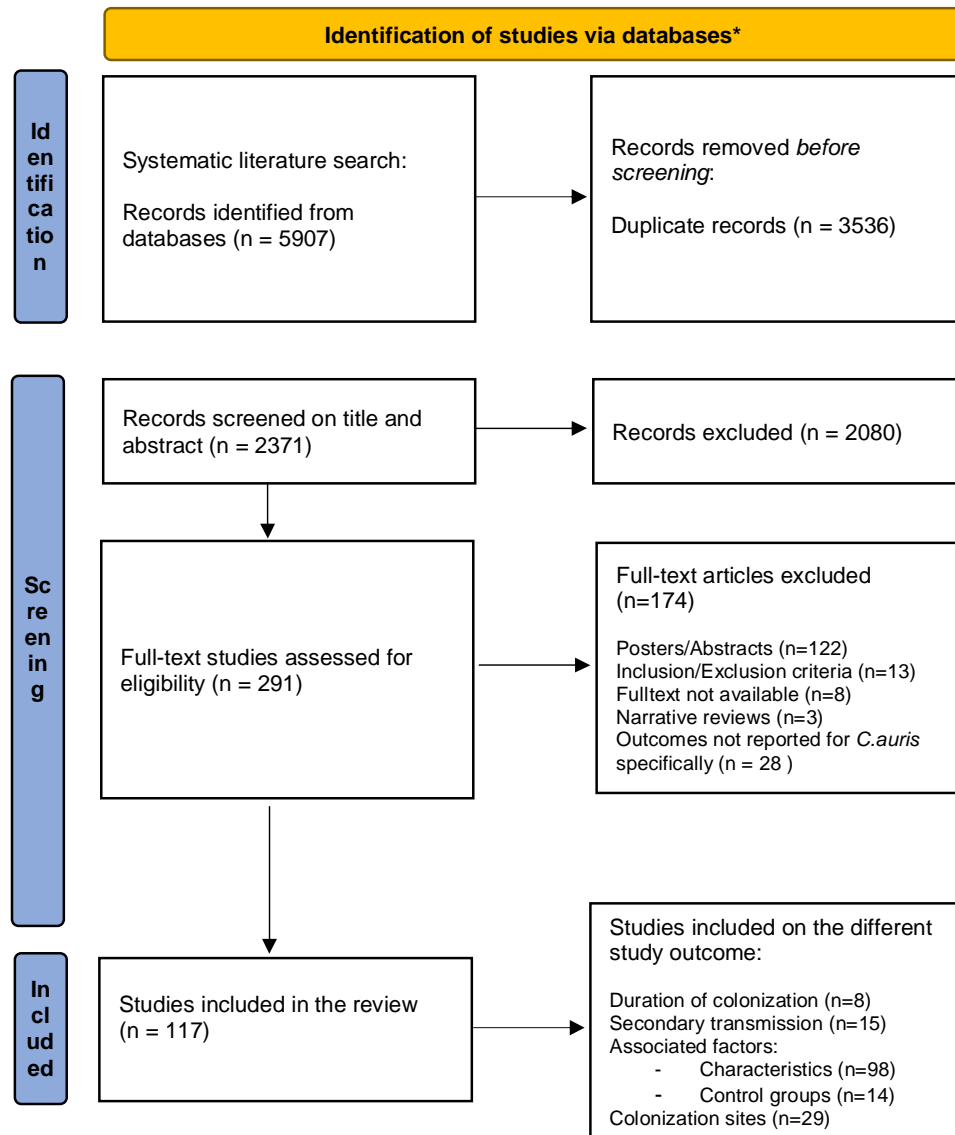 Identification of studies via databases*
Id
en
tifi
ca
tio
n
Systematic literature search:
Records identified from
databases (n = 5907)
Records removed before
screening:
Duplicate records (n = 3536)
Sc
re
en
in
g
Records screened on title and
abstract (n = 2371)
Records excluded (n = 2080)
Full-text studies assessed for
eligibility (n = 291)
Full-text articles excluded
(n=174)
Posters/Abstracts (n=122)
Inclusion/Exclusion criteria (n=13)
Fulltext not available (n=8)
Narrative reviews (n=3)
Outcomes not reported for C.auris
specifically (n = 28 )
In
cl
ud
ed
Studies included in the review
(n = 117)
Studies included on the different
study outcome:
Duration of colonization (n=8)
Secondary transmission (n=15)
Associated factors:
- Characteristics (n=98)
- Control groups (n=14)
Colonization sites (n=29)